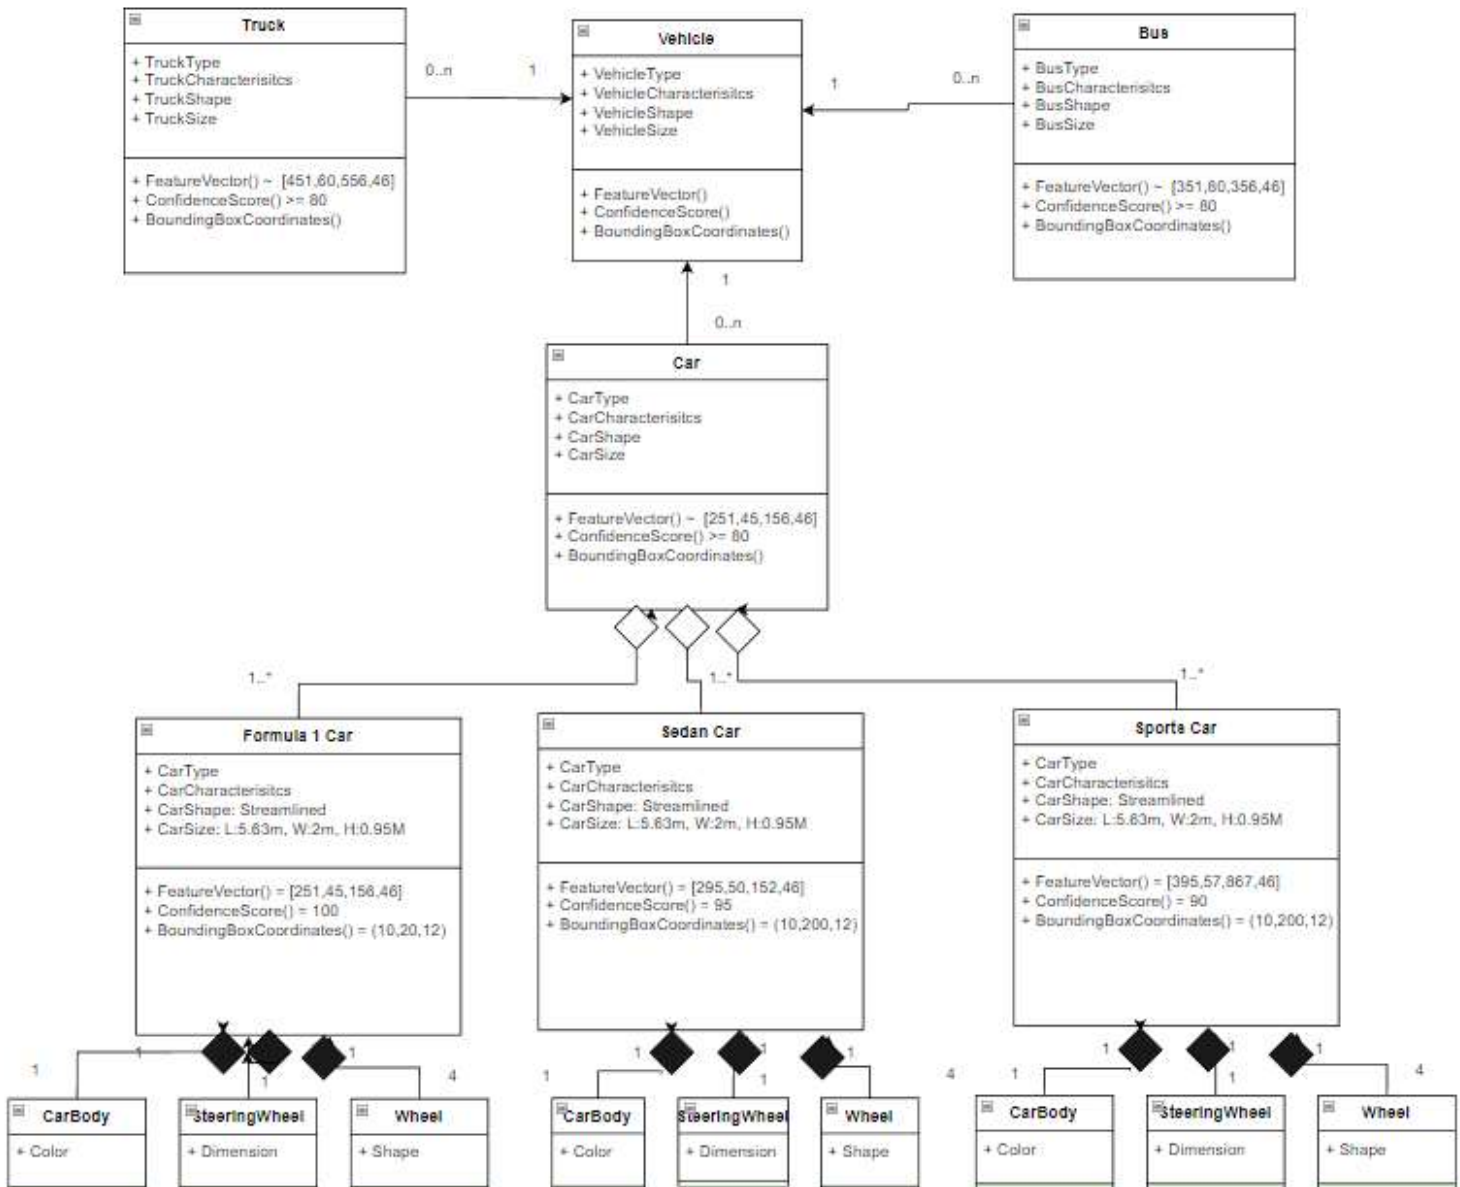 Truck
+ TruckType
+ TruckCharacterisitcs
+ TruckShape
+ TruckSize
+ FeatureVector() ~ [451,60,556,46]
+ ConfidenceScore() >= 80
+ BoundingBoxCoordinates()
0..n
1
Vehicle
+ VehicleType
+ VehicleCharacterisitcs
+ VehicleShape
+ VehicleSize
+ FeatureVector()
+ ConfidenceScore()
+ BoundingBoxCoordinates()
1
0..n
Bus
+ BusType
+ BusCharacterisitcs
+ BusShape
+ BusSize
+ FeatureVector() ~ [351,60,356,46]
+ ConfidenceScore() >= 80
+ BoundingBoxCoordinates()
1
0..n
Car
+ CarType
+ CarCharacterisitcs
+ CarShape
+ CarSize
+ FeatureVector() ~ [251,45,156,46]
+ ConfidenceScore() >= 80
+ BoundingBoxCoordinates()
1..*
1..*
1..*
Formula 1 Car
+ CarType
+ CarCharacterisitcs
+ CarShape: Streamlined
+ CarSize: L:5.63m, W:2m, H:0.95M
+ FeatureVector() = [251,45,156,46]
+ ConfidenceScore() = 100
+ BoundingBoxCoordinates() = (10,20,12)
Sedan Car
+ CarType
+ CarCharacterisitcs
+ CarShape: Streamlined
+ CarSize: L:5.63m, W:2m, H:0.95M
+ FeatureVector() = [295,50,152,46]
+ ConfidenceScore() = 95
+ BoundingBoxCoordinates() = (10,200,12)
Sports Car
+ CarType
+ CarCharacterisitcs
+ CarShape: Streamlined
+ CarSize: L:5.63m, W:2m, H:0.95M
+ FeatureVector() = [395,57,867,46]
+ ConfidenceScore() = 90
+ BoundingBoxCoordinates() = (10,200,12)
1
1
1
1
4
CarBody
+ Color
SteeringWheel
+ Dimension
Wheel
+ Shape
1
1
1
1
1
4
CarBody
+ Color
SteeringWheel
+ Dimension
Wheel
+ Shape
1
1
1
1
1
4
CarBody
+ Color
SteeringWheel
+ Dimension
Wheel
+ Shape